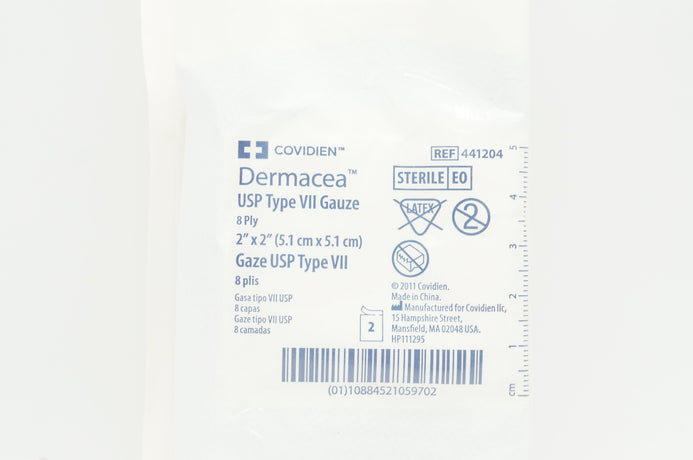 COVIDIEN™
REF 441204
Dermacea™
STERILE EO
USP Type VII Gauze
8 Ply
LATEX
2
2" x 2" (5.1 cm x 5.1 cm)
Gaze USP Type VII
8 plis
Gasa tipo VII USP
8 capas
Gaze tipo VII USP
8 camadas
2
© 2011 Covidien.
Made in China.
Manufactured for Covidien llc,
15 Hampshire Street,
Mansfield, MA 02048 USA.
HP111295
(01)10884521059702
5
4
3
2
1
cm